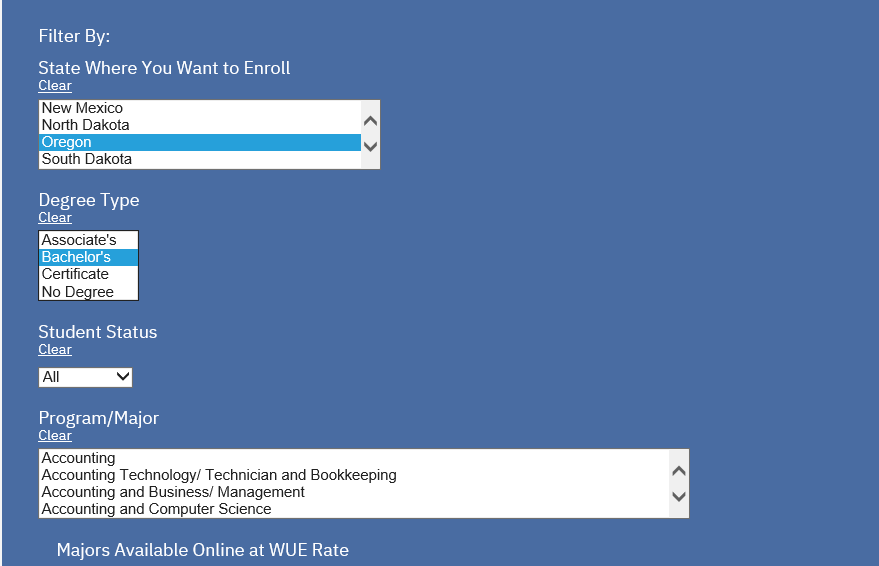 Filter By:
State Where You Want to Enroll
Clear
New Mexico
North Dakota
Oregon
South Dakota
Degree Type
Clear
Associate's
Bachelor's
Certificate
No Degree
Student Status
Clear
All
Program/Major
Clear
Accounting
Accounting Technology/ Technician and Bookkeeping
Accounting and Business/ Management
Accounting and Computer Science
Majors Available Online at WUE Rate